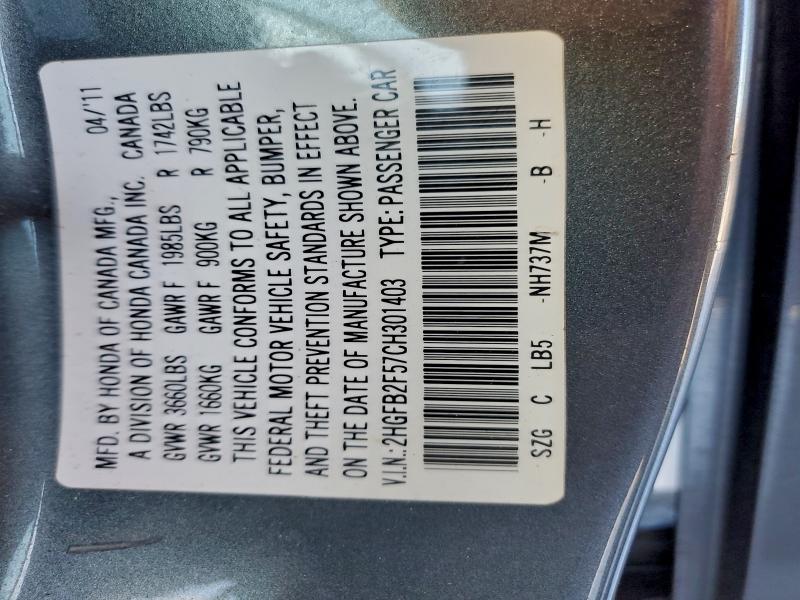 MFD. BY HONDA OF CANADA MFG., 04/'11
A DIVISION OF HONDA CANADA INC. CANADA
GVWR 3660LBS GAWR F 1985LBS R 1742LBS
GVWR 1660KG GAWR F 900KG R 790KG
THIS VEHICLE CONFORMS TO ALL APPLICABLE
FEDERAL MOTOR VEHICLE SAFETY, BUMPER,
AND THEFT PREVENTION STANDARDS IN EFFECT
ON THE DATE OF MANUFACTURE SHOWN ABOVE.
V.I.N.:2HGFB2F57CH301403 TYPE: PASSENGER CAR
SZG C LB5 -NH737M -B -H